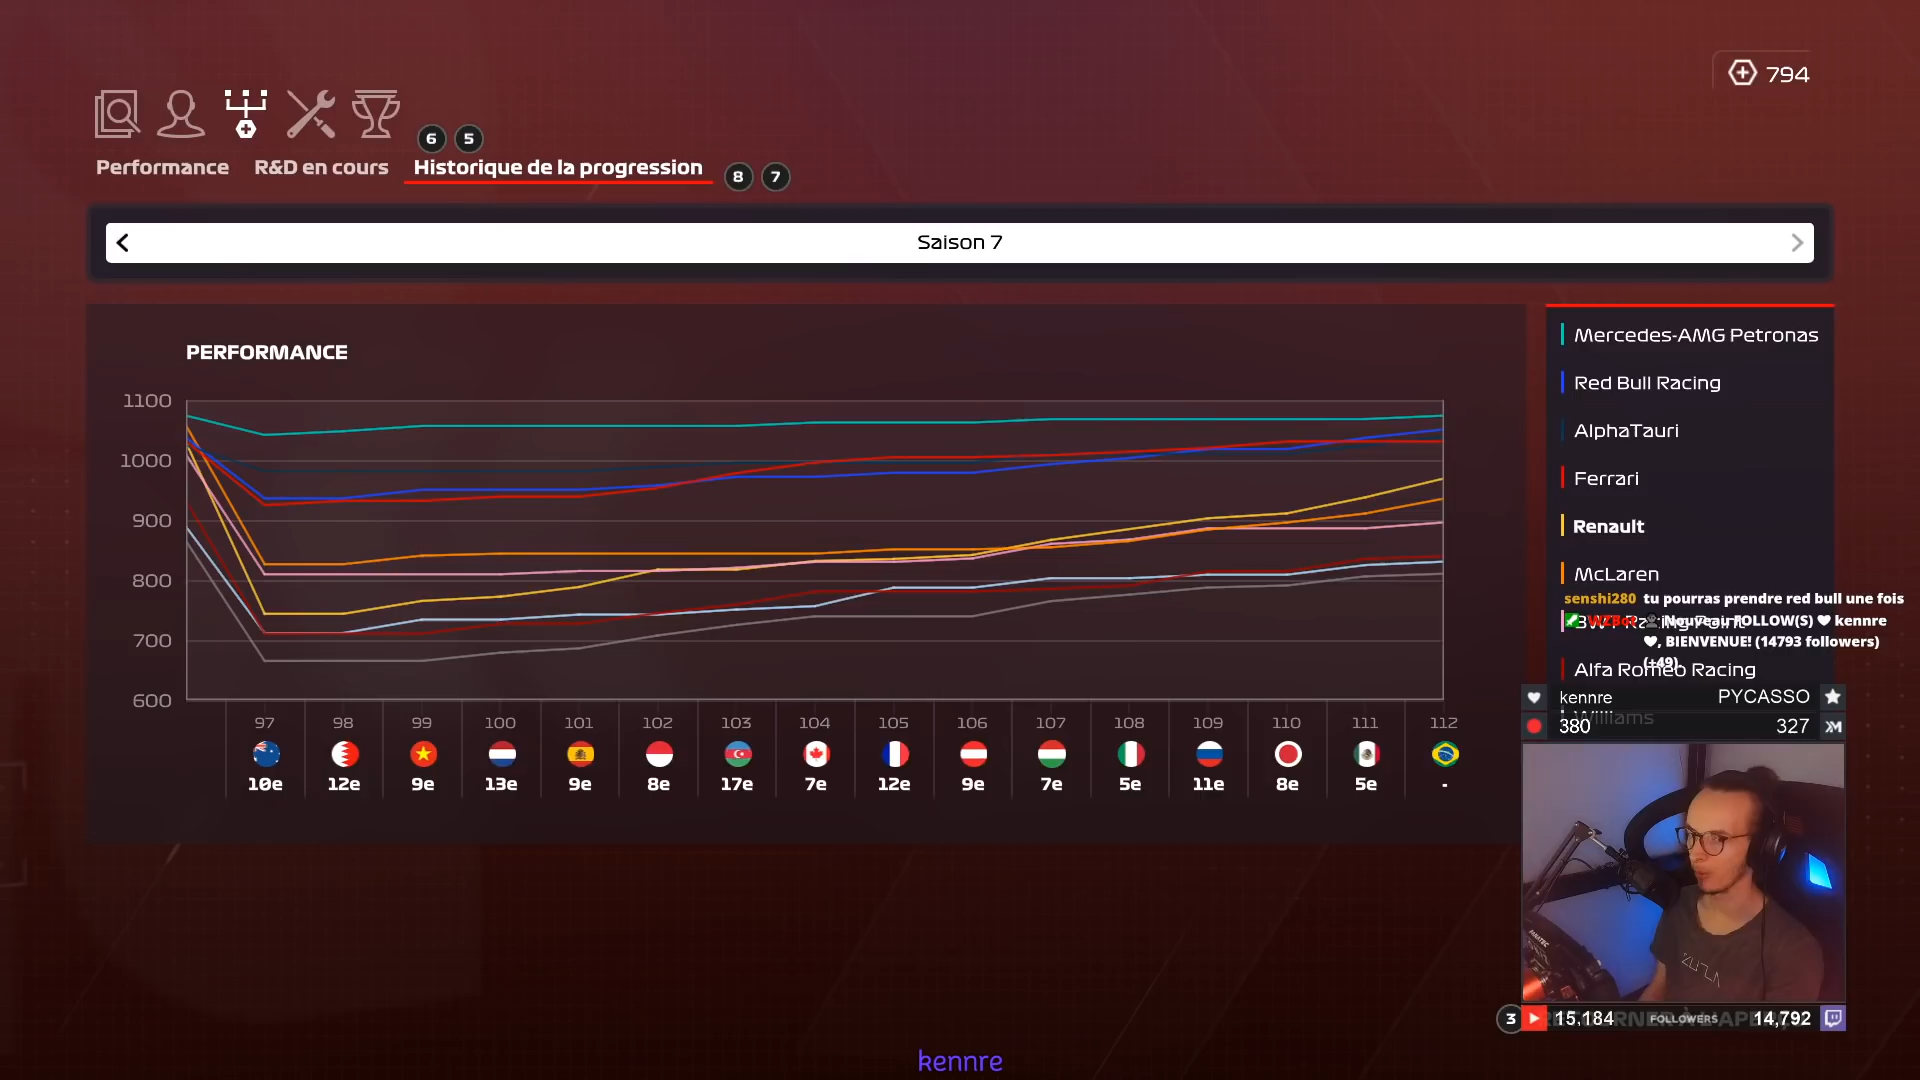 794
6 5
Performance R&D en cours Historique de la progression
8 7
Saison 7
PERFORMANCE
1100
1000
900
800
700
600
97 98 99 100 101 102 103 104 105 106 107 108 109 110 111 112
10e 12e 9e 13e 9e 8e 17e 7e 12e 9e 7e 5e 11e 8e 5e -
Mercedes-AMG Petronas
Red Bull Racing
AlphaTauri
Ferrari
Renault
McLaren
senshi280 tu pourras prendre red bull une fois
WZBot Nouveau FOLLOW(S) ♥ kennre
♥, BIENVENUE! (14793 followers)
(+49)
Alfa Romeo Racing
kennre PYCASSO
Williams
380 327
3 15,184 FOLLOWERS 14,792
kennre